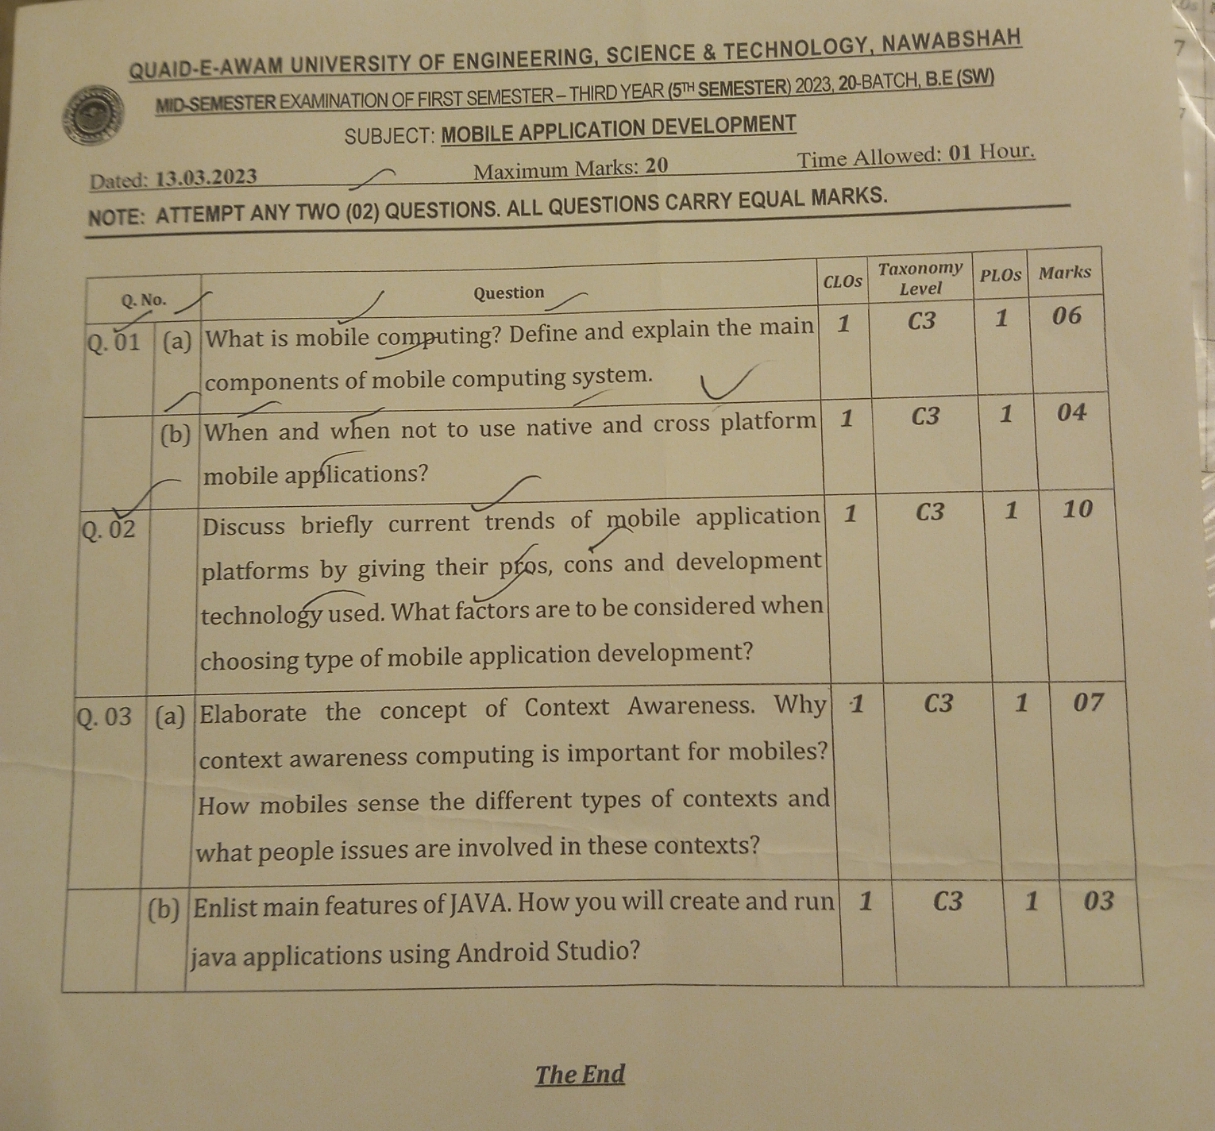 QUAID-E-AWAM UNIVERSITY OF ENGINEERING, SCIENCE & TECHNOLOGY, NAWABSHAH
MID-SEMESTER EXAMINATION OF FIRST SEMESTER – THIRD YEAR (5TH SEMESTER) 2023, 20-BATCH, B.E (SW)
SUBJECT: MOBILE APPLICATION DEVELOPMENT
Dated: 13.03.2023 Maximum Marks: 20 Time Allowed: 01 Hour.
NOTE: ATTEMPT ANY TWO (02) QUESTIONS. ALL QUESTIONS CARRY EQUAL MARKS.
Q. No. Question CLOs Taxonomy Level PLOs Marks
Q. 01 (a) What is mobile computing? Define and explain the main 1 C3 1 06
components of mobile computing system.
(b) When and when not to use native and cross platform 1 C3 1 04
mobile applications?
Q. 02 Discuss briefly current trends of mobile application 1 C3 1 10
platforms by giving their pros, cons and development
technology used. What factors are to be considered when
choosing type of mobile application development?
Q. 03 (a) Elaborate the concept of Context Awareness. Why 1 C3 1 07
context awareness computing is important for mobiles?
How mobiles sense the different types of contexts and
what people issues are involved in these contexts?
(b) Enlist main features of JAVA. How you will create and run 1 C3 1 03
java applications using Android Studio?
The End